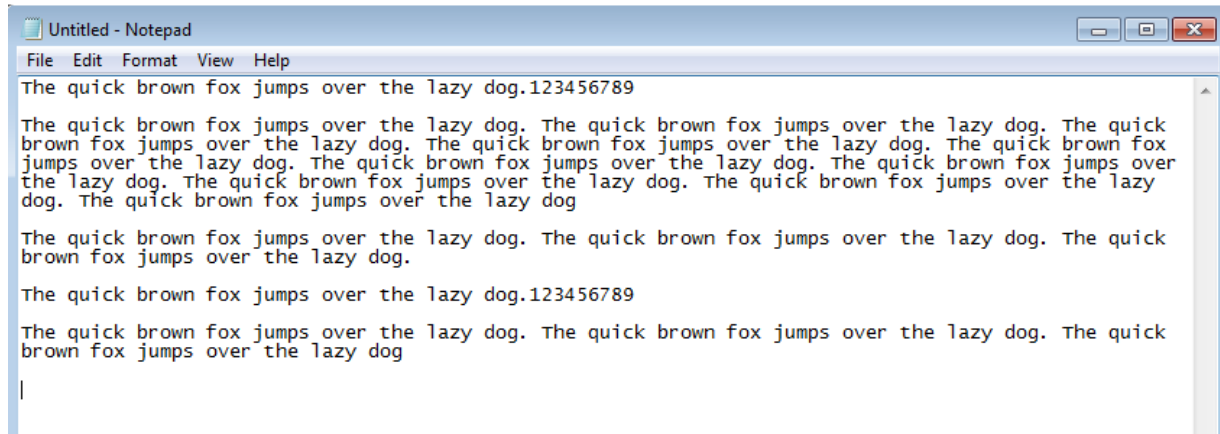 Untitled - Notepad
File Edit Format View Help
The quick brown fox jumps over the lazy dog.123456789
The quick brown fox jumps over the lazy dog. The quick brown fox jumps over the lazy dog. The quick
brown fox jumps over the lazy dog. The quick brown fox jumps over the lazy dog. The quick brown fox
jumps over the lazy dog. The quick brown fox jumps over the lazy dog. The quick brown fox jumps over
the lazy dog. The quick brown fox jumps over the lazy dog. The quick brown fox jumps over the lazy
dog. The quick brown fox jumps over the lazy dog
The quick brown fox jumps over the lazy dog. The quick brown fox jumps over the lazy dog. The quick
brown fox jumps over the lazy dog.
The quick brown fox jumps over the lazy dog.123456789
The quick brown fox jumps over the lazy dog. The quick brown fox jumps over the lazy dog. The quick
brown fox jumps over the lazy dog